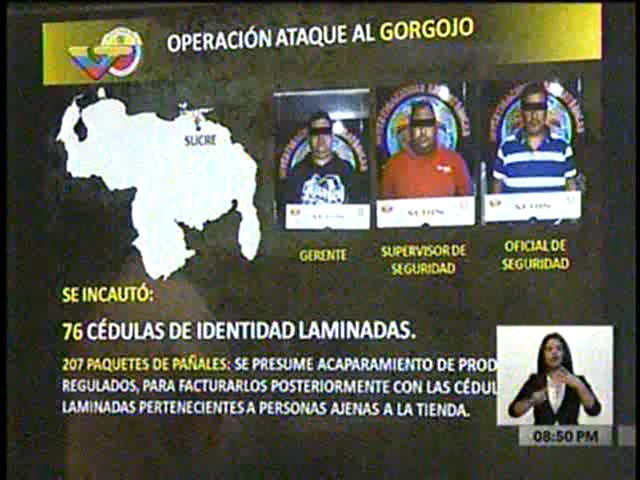 OPERACIÓN ATAQUE AL GORGOJO
SUCRE
GERENTE
SUPERVISOR DE
SEGURIDAD
OFICIAL DE
SEGURIDAD
SE INCAUTÓ:
76 CÉDULAS DE IDENTIDAD LAMINADAS.
207 PAQUETES DE PAÑALES: SE PRESUME ACAPARAMIENTO DE PROD
REGULADOS, PARA FACTURARLOS POSTERIORMENTE CON LAS CÉDUL
LAMINADAS PERTENECIENTES A PERSONAS AJENAS A LA TIENDA.
08:50 PM